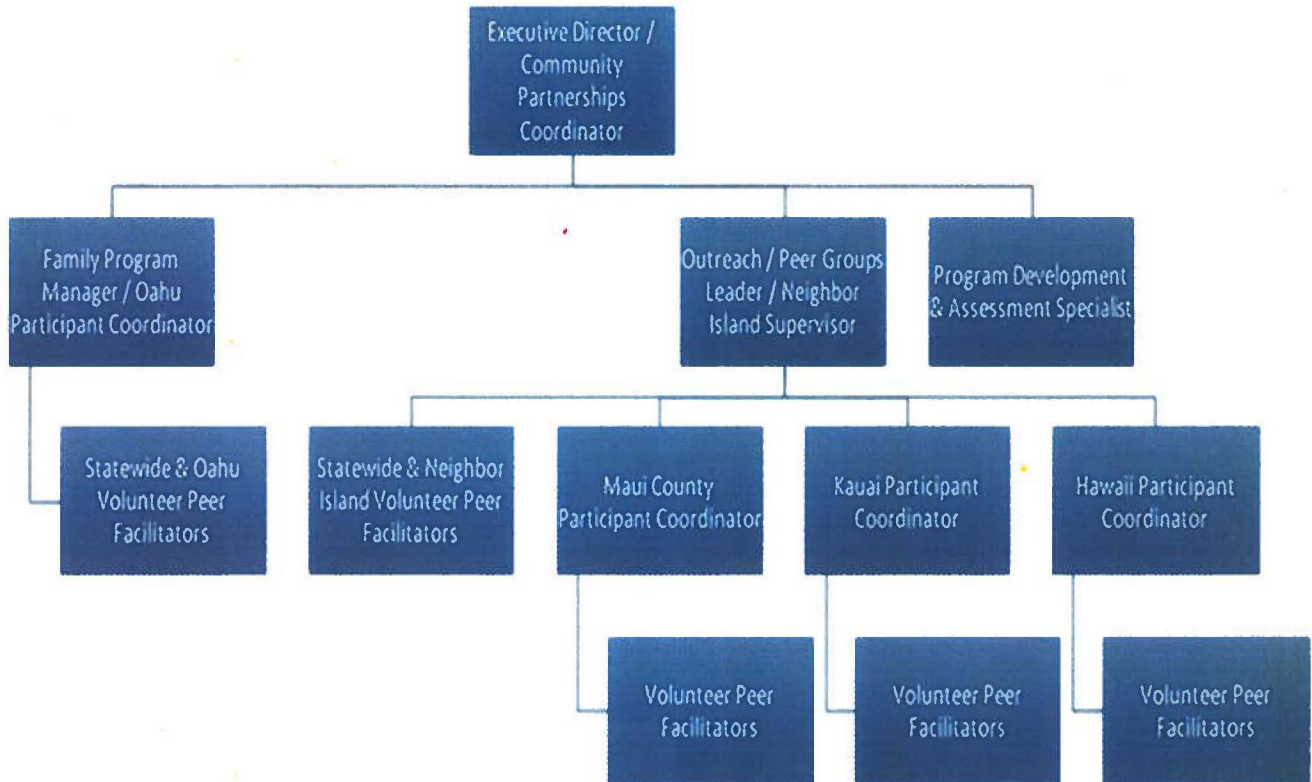 Executive Director /
Community
Partnerships
Coordinator
Family Program
Manager / Oahu
Participant Coordinator
Outreach / Peer Groups
Leader / Neighbor
Island Supervisor
Program Development
& Assessment Specialist
Statewide & Oahu
Volunteer Peer
Facilitators
Statewide & Neighbor
Island Volunteer Peer
Facilitators
Maui County
Participant Coordinator
Kauai Participant
Coordinator
Hawaii Participant
Coordinator
Volunteer Peer
Facilitators
Volunteer Peer
Facilitators
Volunteer Peer
Facilitators